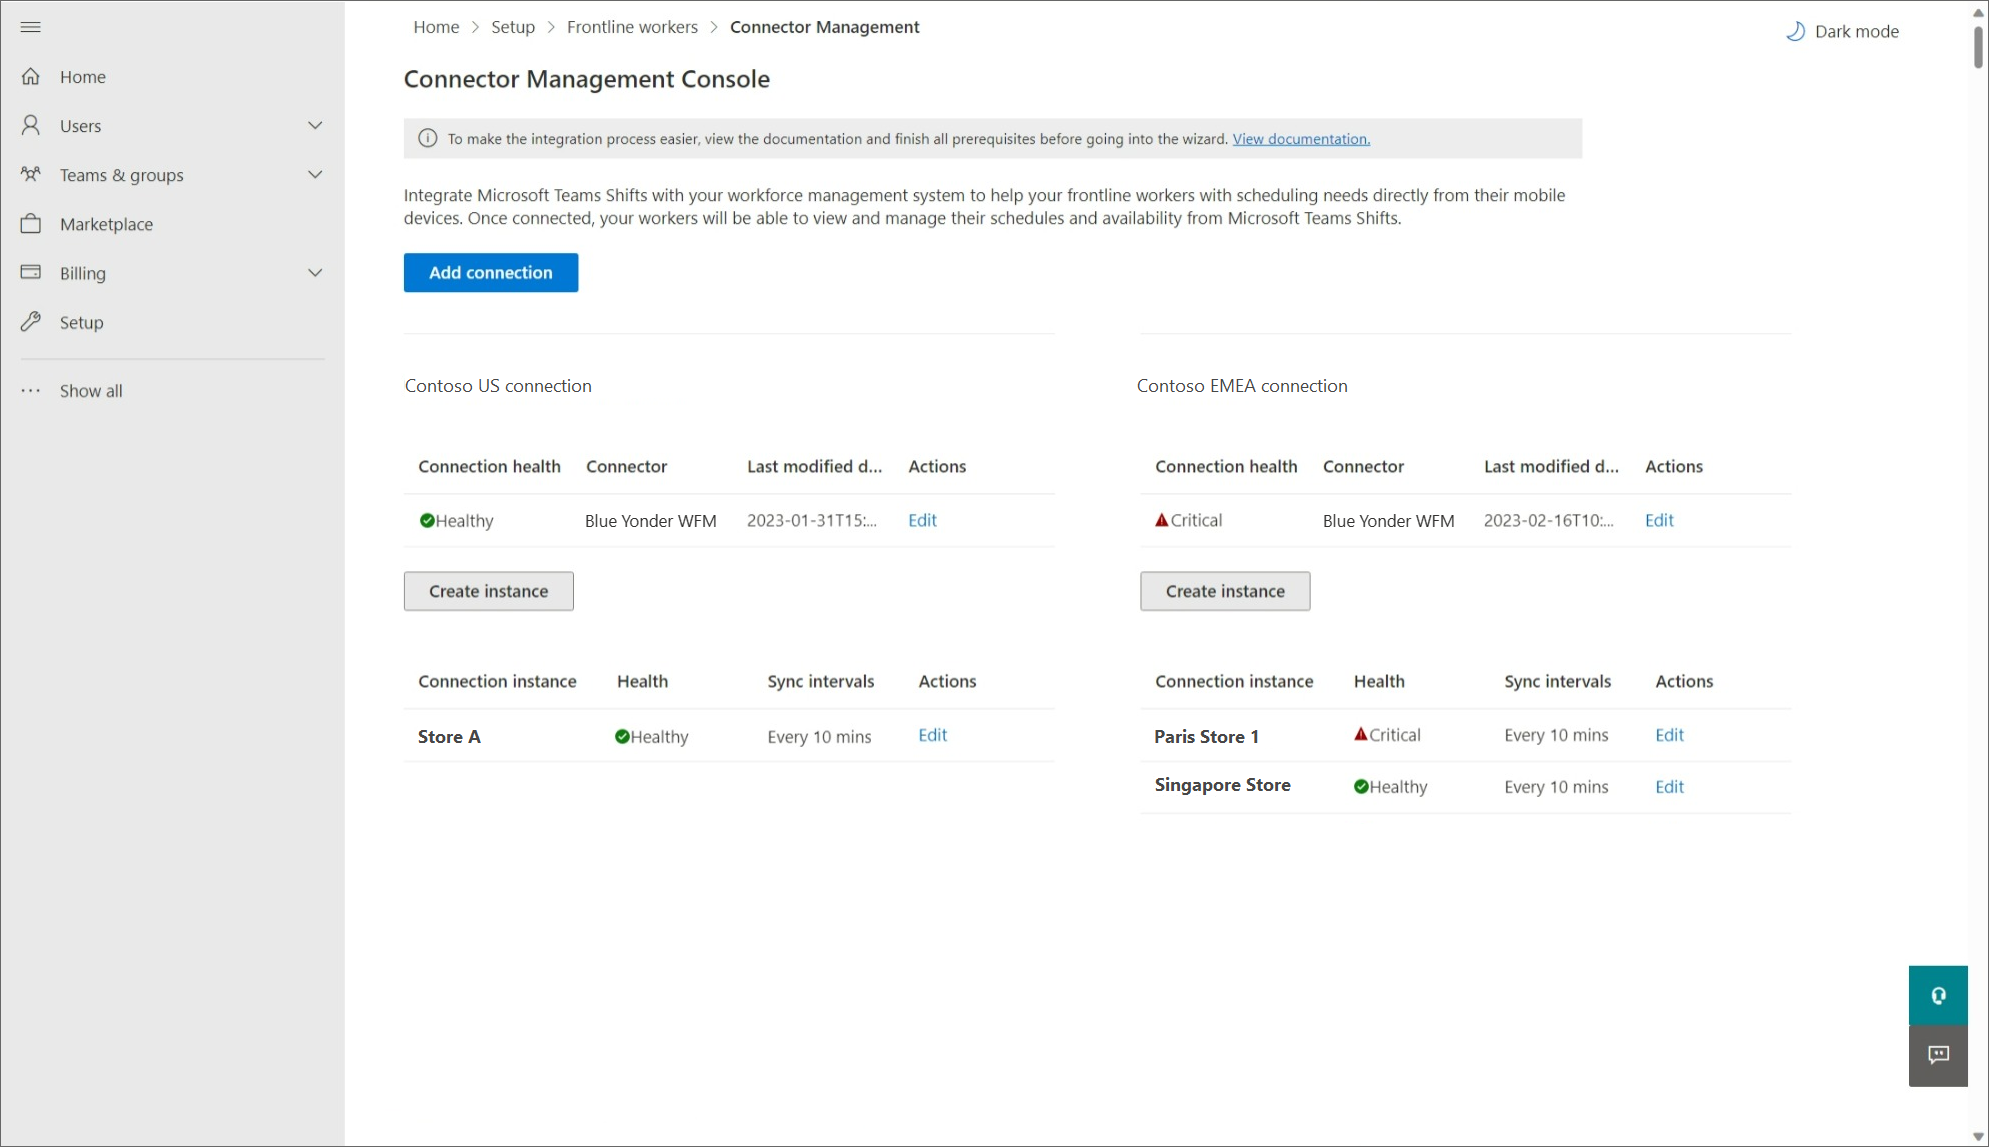 Home > Setup > Frontline workers > Connector Management
Dark mode
Home
Users
Teams & groups
Marketplace
Billing
Setup
Show all
Connector Management Console
To make the integration process easier, view the documentation and finish all prerequisites before going into the wizard. View documentation.
Integrate Microsoft Teams Shifts with your workforce management system to help your frontline workers with scheduling needs directly from their mobile
devices. Once connected, your workers will be able to view and manage their schedules and availability from Microsoft Teams Shifts.
Add connection
Contoso US connection
Connection health Connector Last modified d... Actions
Healthy Blue Yonder WFM 2023-01-31T15:... Edit
Create instance
Connection instance Health Sync intervals Actions
Store A Healthy Every 10 mins Edit
Contoso EMEA connection
Connection health Connector Last modified d... Actions
Critical Blue Yonder WFM 2023-02-16T10:... Edit
Create instance
Connection instance Health Sync intervals Actions
Paris Store 1 Critical Every 10 mins Edit
Singapore Store Healthy Every 10 mins Edit